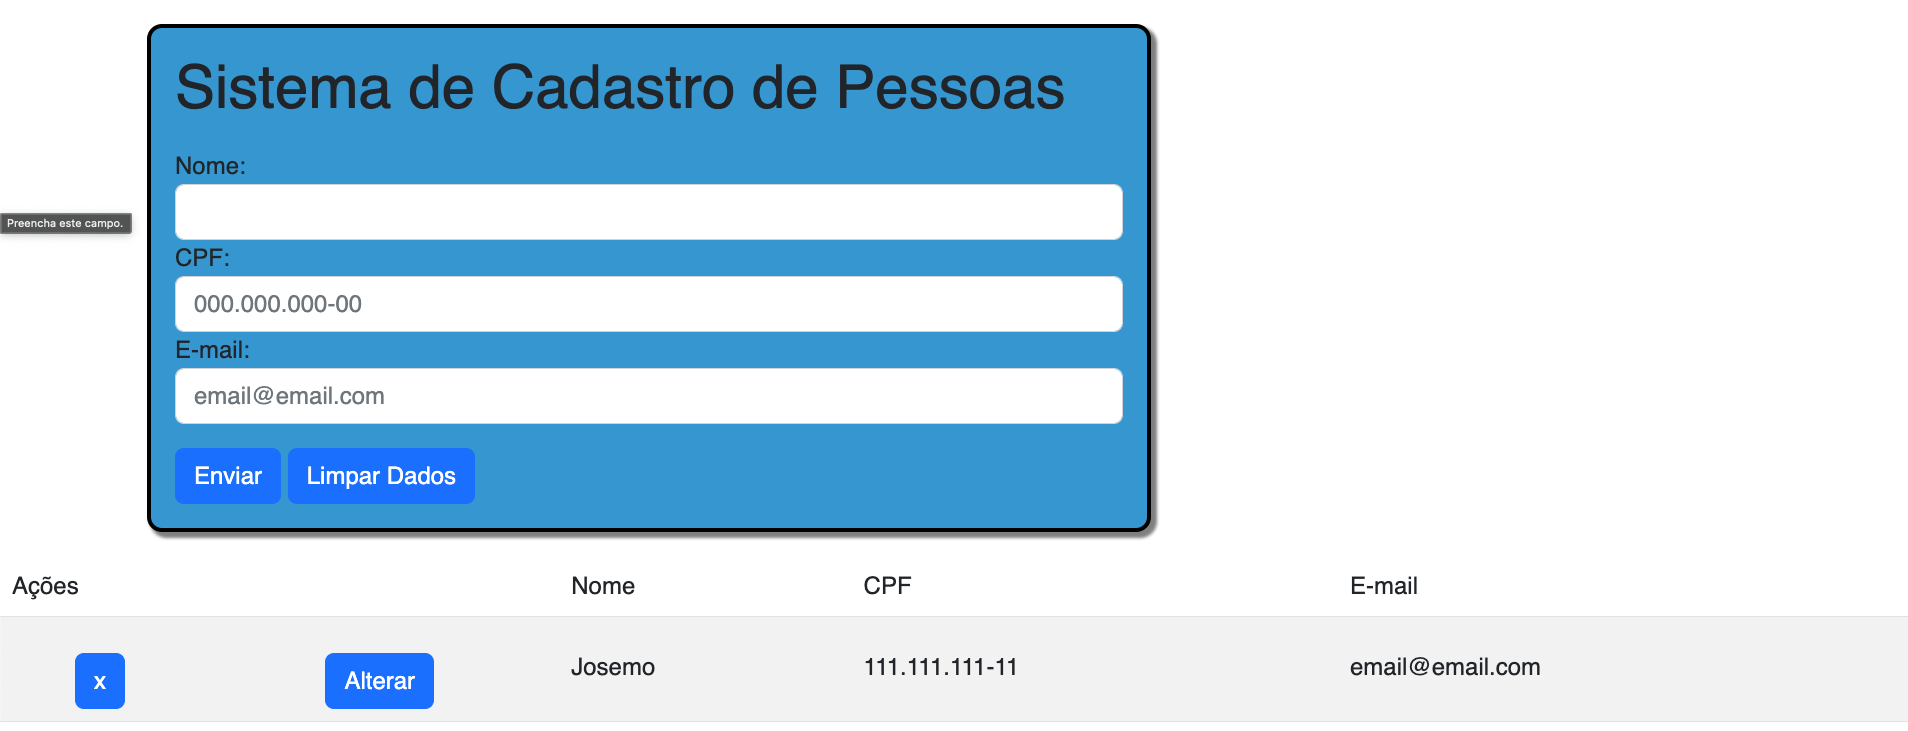 Sistema de Cadastro de Pessoas
Nome:
Preencha este campo.
CPF:
000.000.000-00
E-mail:
email@email.com
Enviar Limpar Dados
Ações Nome CPF E-mail
x Alterar Josemo 111.111.111-11 email@email.com